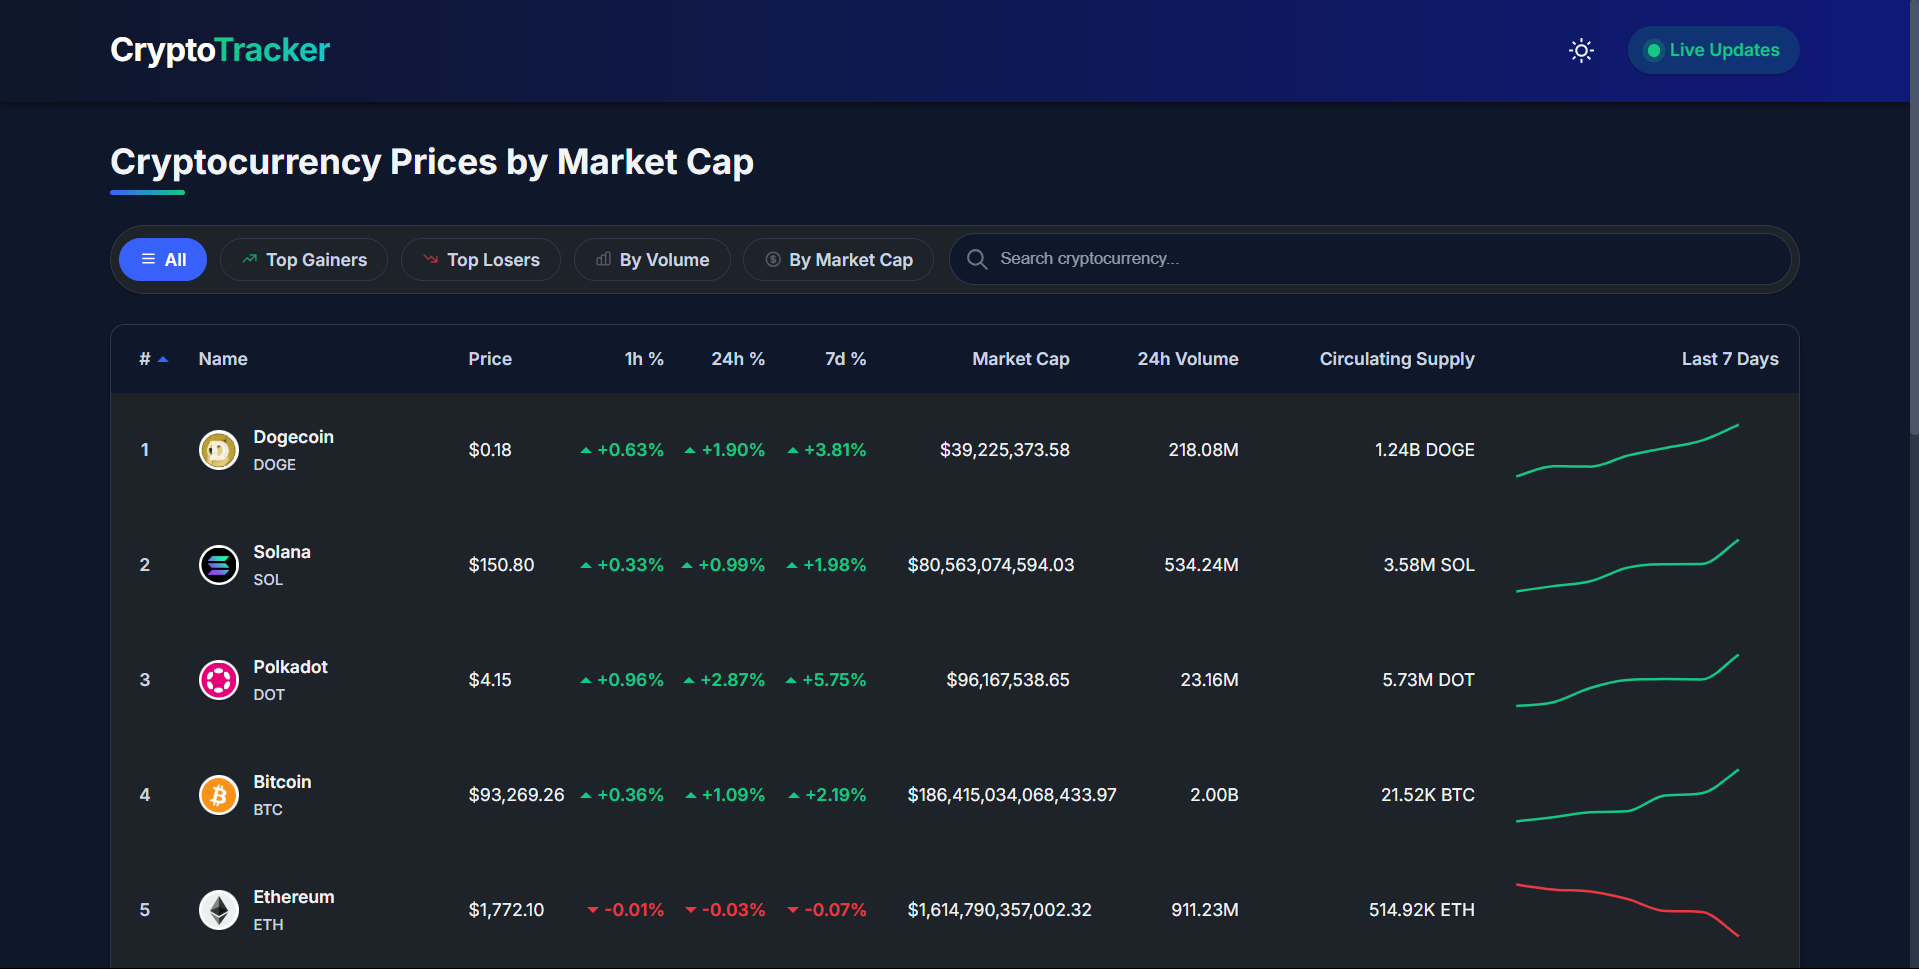 CryptoTracker
Live Updates
Cryptocurrency Prices by Market Cap
All Top Gainers Top Losers By Volume By Market Cap Search cryptocurrency...
# Name Price 1h % 24h % 7d % Market Cap 24h Volume Circulating Supply Last 7 Days
1 Dogecoin DOGE $0.18 +0.63% +1.90% +3.81% $39,225,373.58 218.08M 1.24B DOGE
2 Solana SOL $150.80 +0.33% +0.99% +1.98% $80,563,074,594.03 534.24M 3.58M SOL
3 Polkadot DOT $4.15 +0.96% +2.87% +5.75% $96,167,538.65 23.16M 5.73M DOT
4 Bitcoin BTC $93,269.26 +0.36% +1.09% +2.19% $186,415,034,068,433.97 2.00B 21.52K BTC
5 Ethereum ETH $1,772.10 -0.01% -0.03% -0.07% $1,614,790,357,002.32 911.23M 514.92K ETH